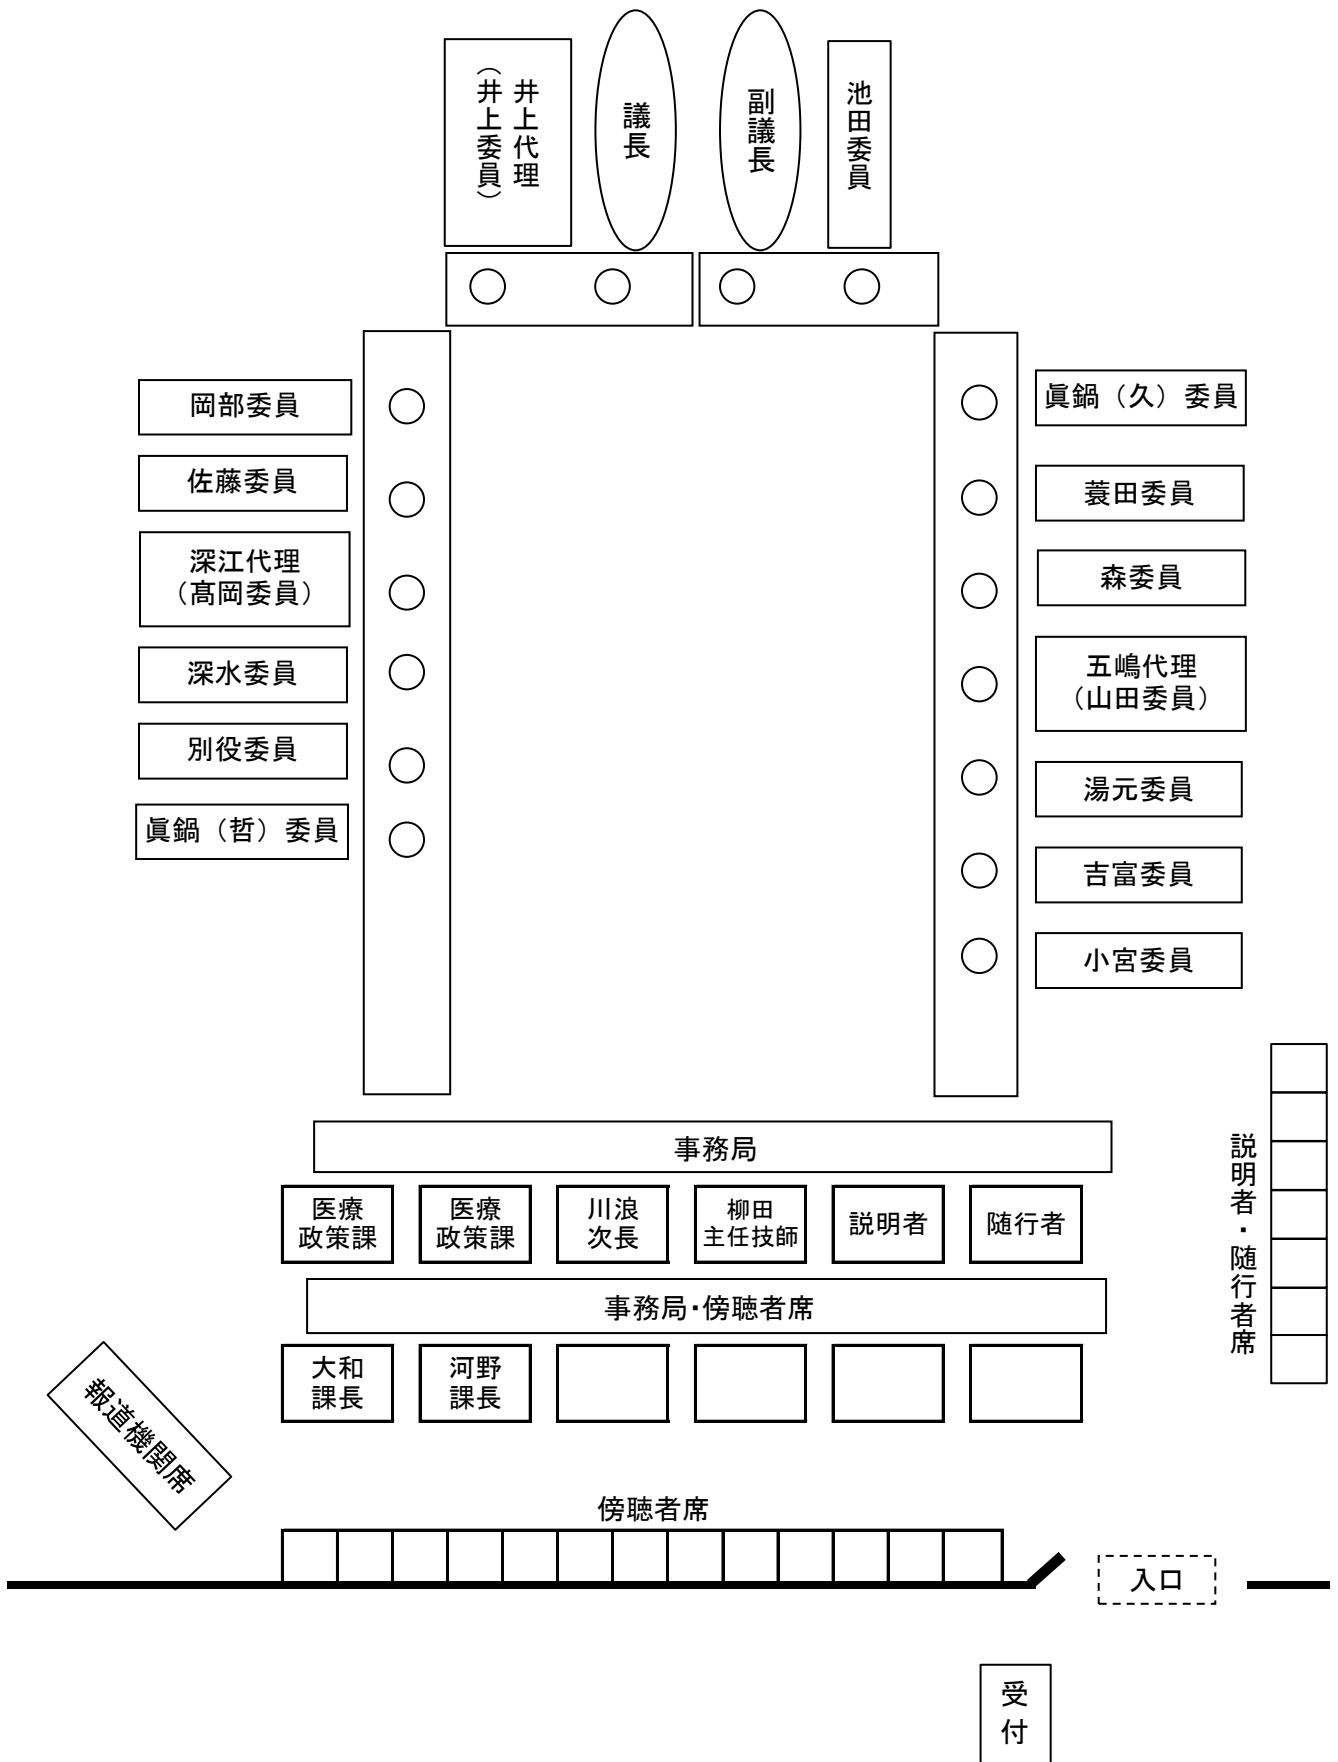 井上代理
（井上委員）
議長
副議長
池田委員
岡部委員
佐藤委員
深江代理
（髙岡委員）
深水委員
別役委員
眞鍋（哲）委員
眞鍋（久）委員
蓑田委員
森委員
五嶋代理
（山田委員）
湯元委員
吉富委員
小宮委員
事務局
医療
政策課
医療
政策課
川浪
次長
柳田
主任技師
説明者
随行者
説明者・随行者席
事務局・傍聴者席
大和
課長
河野
課長
報道機関席
傍聴者席
入口
受付